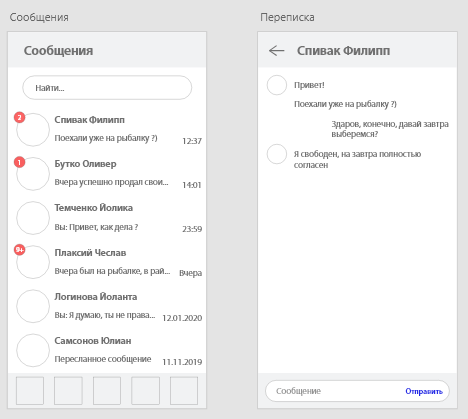 Сообщения
Переписка
Сообщения
Найти...
2
Спивак Филипп
Поехали уже на рыбалку ?)
12:37
1
Бутко Оливер
Вчера успешно продал свои...
14:01
Темченко Йолика
Вы: Привет, как дела ?
23:59
9+
Плаксий Чеслав
Вчера был на рыбалке, в рай...
Вчера
Логинова Йоланта
Вы: Я думаю, ты не права...
12.01.2020
Самсонов Юлиан
Пересланное сообщение
11.11.2019
Спивак Филипп
Привет!
Поехали уже на рыбалку ?)
Здаров, конечно, давай завтра
выберемся?
Я свободен, на завтра полностью
согласен
Сообщение
Отправить